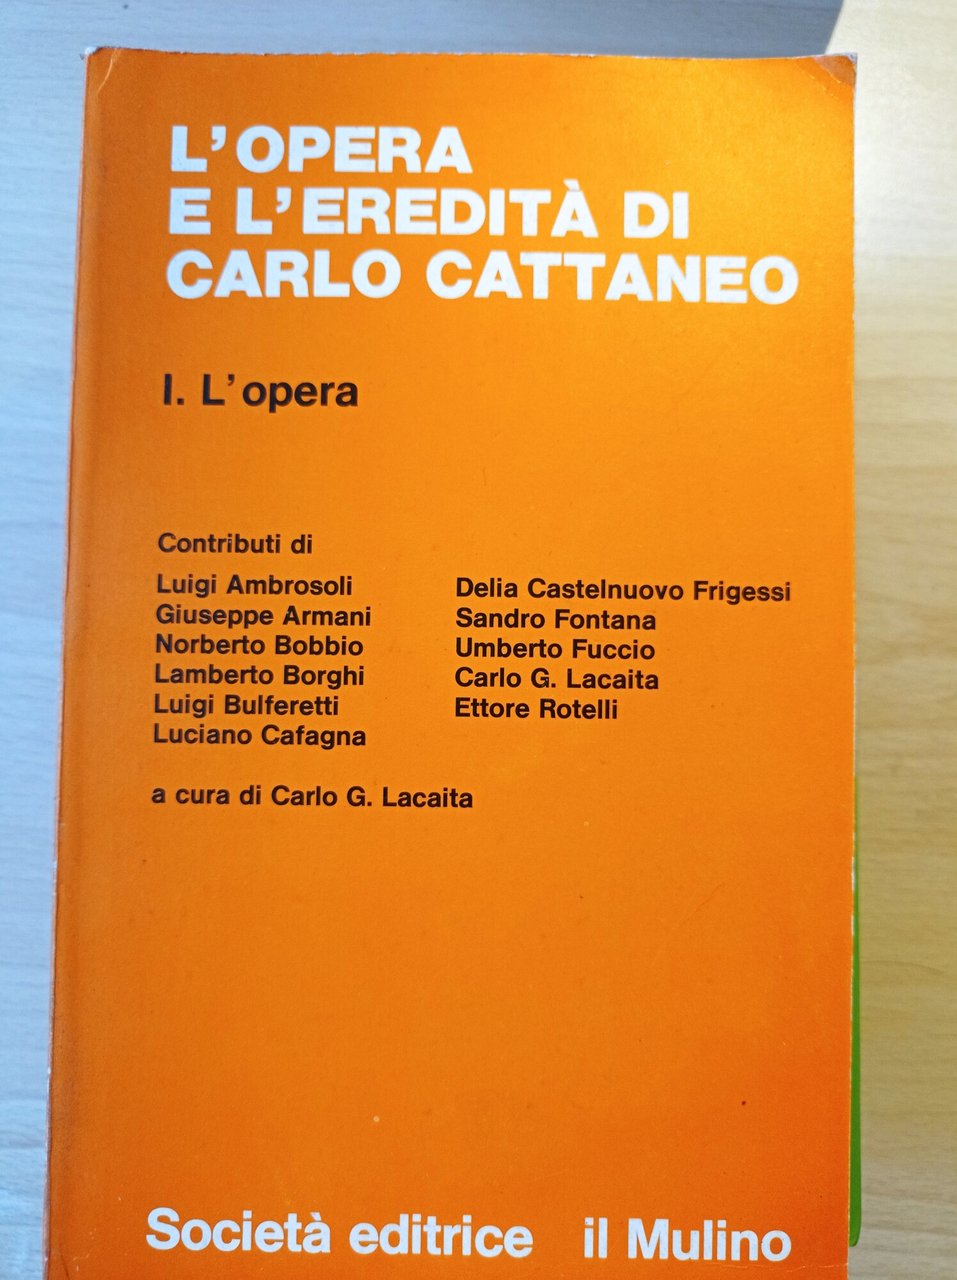 L'OPERA
E L'EREDITÀ DI
CARLO CATTANEO
I. L'opera
Contributi di
Luigi Ambrosoli
Giuseppe Armani
Norberto Bobbio
Lamberto Borghi
Luigi Bulferetti
Luciano Cafagna
Delia Castelnuovo Frigessi
Sandro Fontana
Umberto Fuccio
Carlo G. Lacaita
Ettore Rotelli
a cura di Carlo G. Lacaita
Società editrice il Mulino